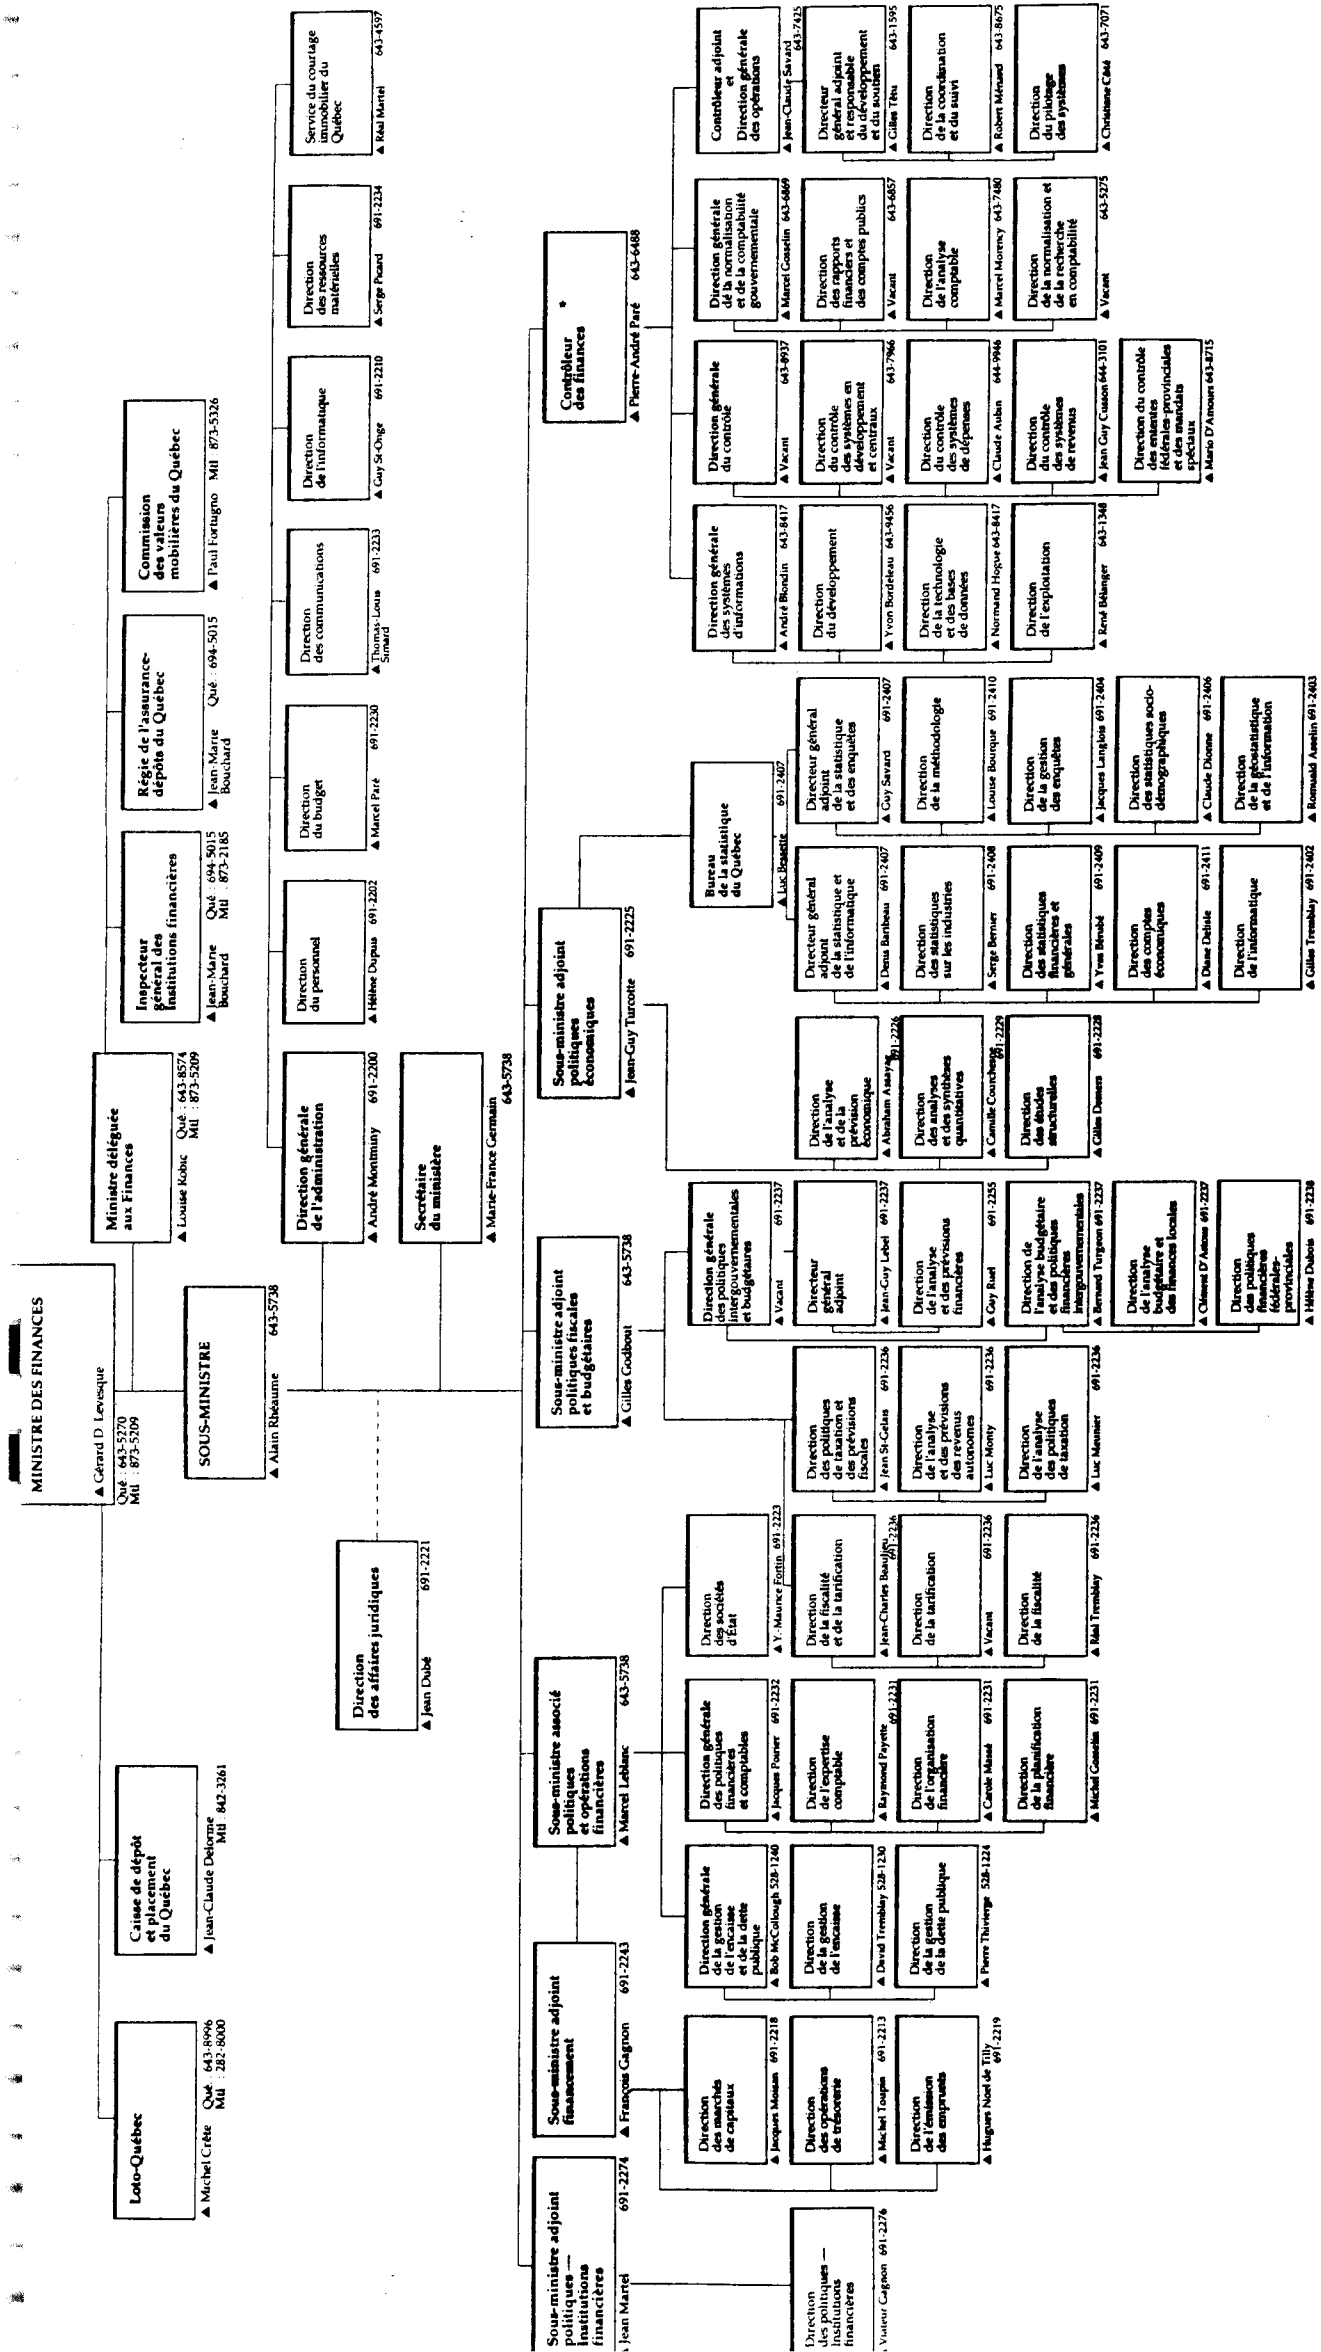 MINISTRE DES FINANCES
▲ Gérard D. Levesque
Qué : 643-5270
Mtl : 873-5209
Loto-Québec
▲ Michel Crête Qué. : 643-8996
Mtl : 282-8000
Caisse de dépôt
et placement
du Québec
▲ Jean-Claude Delorme
Mtl : 842-3261
Ministre déléguée
aux Finances
▲ Louise Robic Qué. : 643-8574
Mtl : 873-5209
Inspecteur
général des
Institutions financières
▲ Jean-Marie Qué. : 694-5015
Bouchard Mtl : 873-2185
Régie de l'assurance-
dépôts du Québec
▲ Jean-Marie Qué. : 694-5015
Bouchard
Commission
des valeurs
mobilières du Québec
▲ Paul Fortugno Mtl : 873-5326
SOUS-MINISTRE
▲ Alain Rhéaume 643-5738
Direction
des affaires juridiques
▲ Jean Dubé 691-2221
Direction générale
de l'administration
▲ André Montminy 691-2200
Direction
du personnel
▲ Hélène Dupuis 691-2202
Direction
du budget
▲ Marcel Paré 691-2230
Direction
des communications
▲ Thomas-Louis 691-2233
Simard
Direction
de l'informatique
▲ Guy St-Onge 691-2210
Direction
des ressources
matérielles
▲ Serge Picard 691-2234
Service du courtage
immobilier du
Québec
▲ Réal Martel 643-4597
Secrétaire
du ministère
▲ Marie-France Germain
643-5738
Sous-ministre adjoint
politiques —
Institutions
financières
Jean Martel 691-2274
Direction
des politiques —
Institutions
financières
Viateur Gagnon 691-2276
Sous-ministre adjoint
financement
▲ François Gagnon 691-2243
Direction
des marchés
de capitaux
▲ Jacques Moisan 691-2218
Direction
des opérations
de trésorerie
▲ Michel Toupin 691-2213
Direction
de l'émission
des emprunts
▲ Hugues Noel de Tilly
691-2219
Sous-ministre associé
politiques
et opérations
financières
▲ Marcel Leblanc 643-5738
Direction générale
de la gestion
de l'encaisse
et de la dette
publique
▲ Bob McCollough 528-1240
Direction
de la gestion
de l'encaisse
▲ David Tremblay 528-1230
Direction
de la gestion
de la dette publique
▲ Pierre Thivierge 528-1224
Direction générale
des politiques
financières
et comptables
▲ Jacques Poirier 691-2232
Direction
de l'expertise
comptable
▲ Raymond Payette
691-2231
Direction
de l'organisation
financière
▲ Carole Massé 691-2231
Direction
de la planification
financière
▲ Michel Gosselin 691-2231
Direction
des sociétés
d'État
▲ Y.-Maurice Fortin 691-2223
Sous-ministre adjoint
politiques fiscales
et budgétaires
▲ Gilles Godbout 643-5738
Direction
de la fiscalité
et de la tarification
▲ Jean-Charles Beaulieu
691-2236
Direction
de la tarification
▲ Vacant 691-2236
Direction
de la fiscalité
▲ Réal Tremblay 691-2236
Direction
des politiques
de taxation et
des prévisions
fiscales
▲ Jean St-Gelais 691-2236
Direction
de l'analyse
et des prévisions
des revenus
autonomes
▲ Luc Monty 691-2236
Direction
de l'analyse
des politiques
de taxation
▲ Luc Meunier 691-2236
Direction générale
des politiques
intergouvernementales
et budgétaires
▲ Vacant 691-2237
Directeur
général
adjoint
▲ Jean-Guy Lebel 691-2237
Direction
de l'analyse
et des prévisions
financières
▲ Guy Ruel 691-2255
Direction de
l'analyse budgétaire
et des politiques
financières
intergouvernementales
▲ Bernard Turgeon 691-2237
Direction
de l'analyse
budgétaire et
des finances locales
▲ Clément D'Astous 691-2237
Direction
des politiques
financières
fédérales-
provinciales
▲ Hélène Dubois 691-2238
Sous-ministre adjoint
politiques
économiques
▲ Jean-Guy Turcotte 691-2225
Direction
de l'analyse
et de la
prévision
économique
▲ Abraham Assayag
691-2226
Direction
des analyses
et des synthèses
quantitatives
▲ Camille Courchesne
691-2229
Direction
des études
structurelles
▲ Gilles Demers 691-2228
Bureau
de la statistique
du Québec
▲ Luc Bessette 691-2407
Directeur général
adjoint
de la statistique et
de l'informatique
▲ Denis Baribeau 691-2407
Direction
des statistiques
sur les industries
▲ Serge Bernier 691-2408
Direction
des statistiques
financières et
générales
▲ Yves Bérubé 691-2409
Direction
des comptes
économiques
▲ Diane Delisle 691-2411
Direction
de l'informatique
▲ Gilles Tremblay 691-2402
Directeur général
adjoint
de la statistique
et des enquêtes
▲ Guy Savard 691-2407
Direction
de la méthodologie
▲ Louise Bourque 691-2410
Direction
de la gestion
des enquêtes
▲ Jacques Langlois 691-2404
Direction
des statistiques socio-
démographiques
▲ Claude Dionne 691-2406
Direction
de la géostatistique
et de l'information
▲ Romuald Asselin 691-2403
Contrôleur *
des finances
▲ Pierre-André Paré 643-6488
Direction générale
des systèmes
d'informations
▲ André Blondin 643-8417
Direction
du développement
▲ Yvon Bordeleau 643-9456
Direction
de la technologie
et des bases
de données
▲ Normand Hogue 643-8417
Direction
de l'exploitation
▲ René Bélanger 643-1348
Direction générale
du contrôle
▲ Vacant 643-8937
Direction
du contrôle
des systèmes en
développement
et centraux
▲ Vacant 643-7966
Direction
du contrôle
des systèmes
de dépenses
▲ Claude Aubin 644-9946
Direction
du contrôle
des systèmes
de revenus
▲ Jean Guy Cusson 644-3101
Direction du contrôle
des ententes
fédérales-provinciales
et des mandats
spéciaux
▲ Mario D'Amours 643-8715
Direction générale
de la normalisation
et de la comptabilité
gouvernementale
▲ Marcel Gosselin 643-6869
Direction
des rapports
financiers et
des comptes publics
▲ Vacant 643-6857
Direction
de l'analyse
comptable
▲ Marcel Morency 643-7480
Direction
de la normalisation et
de la recherche
en comptabilité
▲ Vacant 643-5275
Contrôleur adjoint
et
Direction générale
des opérations
▲ Jean-Claude Savard
643-7425
Directeur
général adjoint
et responsable
du développement
et du soutien
▲ Gilles Têtu 643-1595
Direction
de la coordination
et du suivi
▲ Robert Ménard 643-8675
Direction
du pilotage
des systèmes
▲ Christiane Côté 643-7071